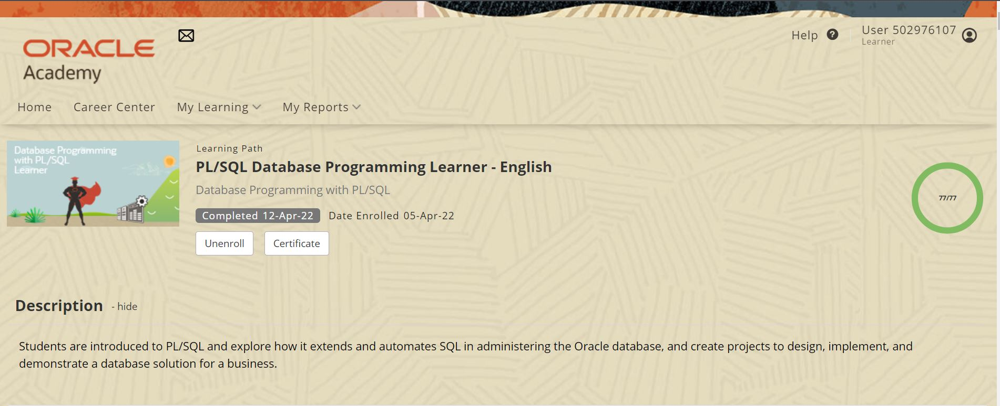 ORACLE
Academy
Help ?
User 502976107
Learner
Home Career Center My Learning My Reports
Database Programming
with PL/SQL
Learner
Learning Path
PL/SQL Database Programming Learner - English
Database Programming with PL/SQL
Completed 12-Apr-22 Date Enrolled 05-Apr-22
Unenroll Certificate
77/77
Description - hide
Students are introduced to PL/SQL and explore how it extends and automates SQL in administering the Oracle database, and create projects to design, implement, and
demonstrate a database solution for a business.